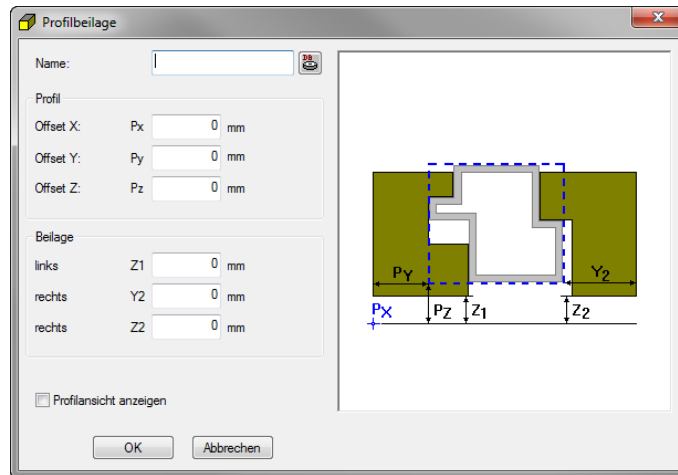 Profilbeilage
Name:
DB
Profil
Offset X: Px 0 mm
Offset Y: Py 0 mm
Offset Z: Pz 0 mm
Beilage
links Z1 0 mm
rechts Y2 0 mm
rechts Z2 0 mm
Profilansicht anzeigen
OK Abbrechen
PY Y2
PX PZ Z1 Z2